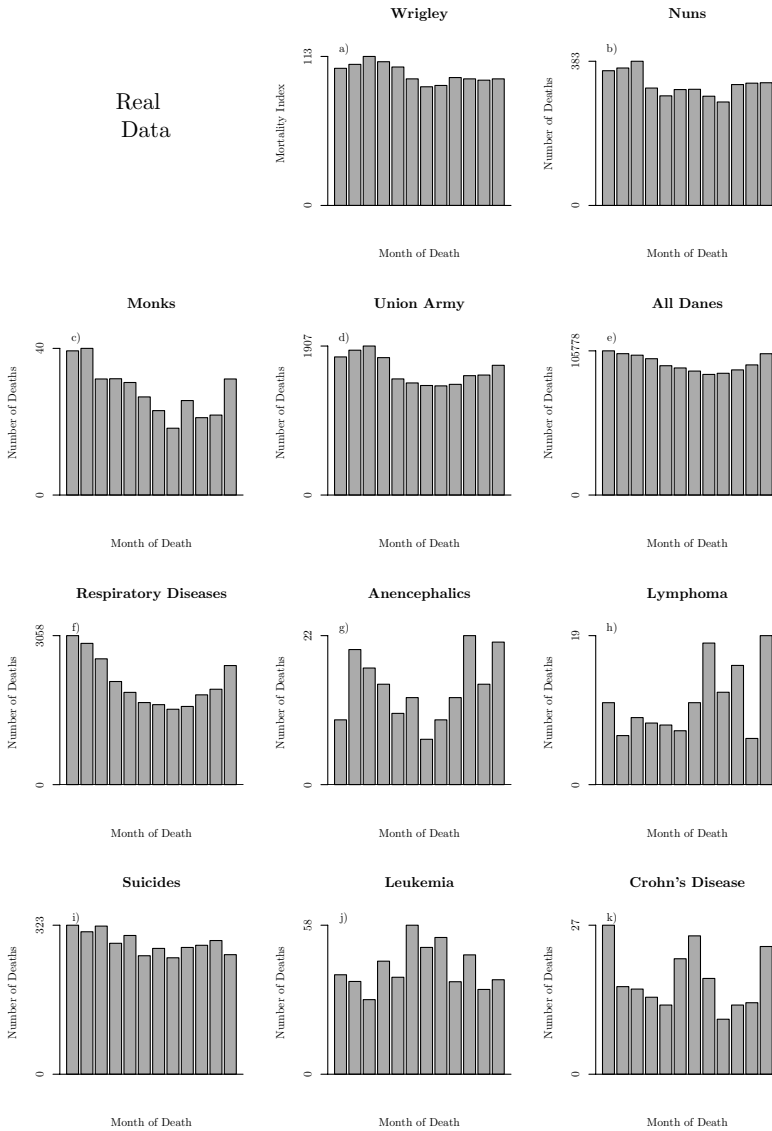 Real
Data
Wrigley
a)
113
Mortality Index
0
Month of Death
Nuns
b)
383
Number of Deaths
0
Month of Death
Monks
c)
40
Number of Deaths
0
Month of Death
Union Army
d)
1907
Number of Deaths
0
Month of Death
All Danes
e)
105778
Number of Deaths
0
Month of Death
Respiratory Diseases
f)
3058
Number of Deaths
0
Month of Death
Anencephalics
g)
22
Number of Deaths
0
Month of Death
Lymphoma
h)
19
Number of Deaths
0
Month of Death
Suicides
i)
323
Number of Deaths
0
Month of Death
Leukemia
j)
58
Number of Deaths
0
Month of Death
Crohn's Disease
k)
27
Number of Deaths
0
Month of Death